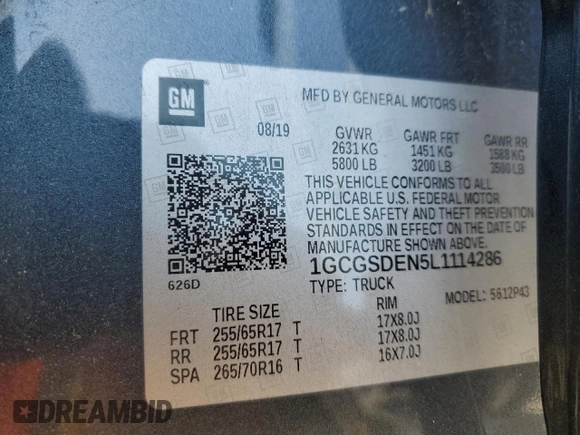 GM
MFD BY GENERAL MOTORS LLC
08/19
GVWR GAWR FRT GAWR RR
2631 KG 1451 KG 1588 KG
5800 LB 3200 LB 3500 LB
THIS VEHICLE CONFORMS TO ALL
APPLICABLE U.S. FEDERAL MOTOR
VEHICLE SAFETY AND THEFT PREVENTION
STANDARDS IN EFFECT ON THE DATE
OF MANUFACTURE SHOWN ABOVE.
1GCGSDEN5L1114286
TYPE: TRUCK MODEL: 5612P43
626D
TIRE SIZE RIM
FRT 255/65R17 T 17X8.0J
RR 255/65R17 T 17X8.0J
SPA 265/70R16 T 16X7.0J
DREAMBID